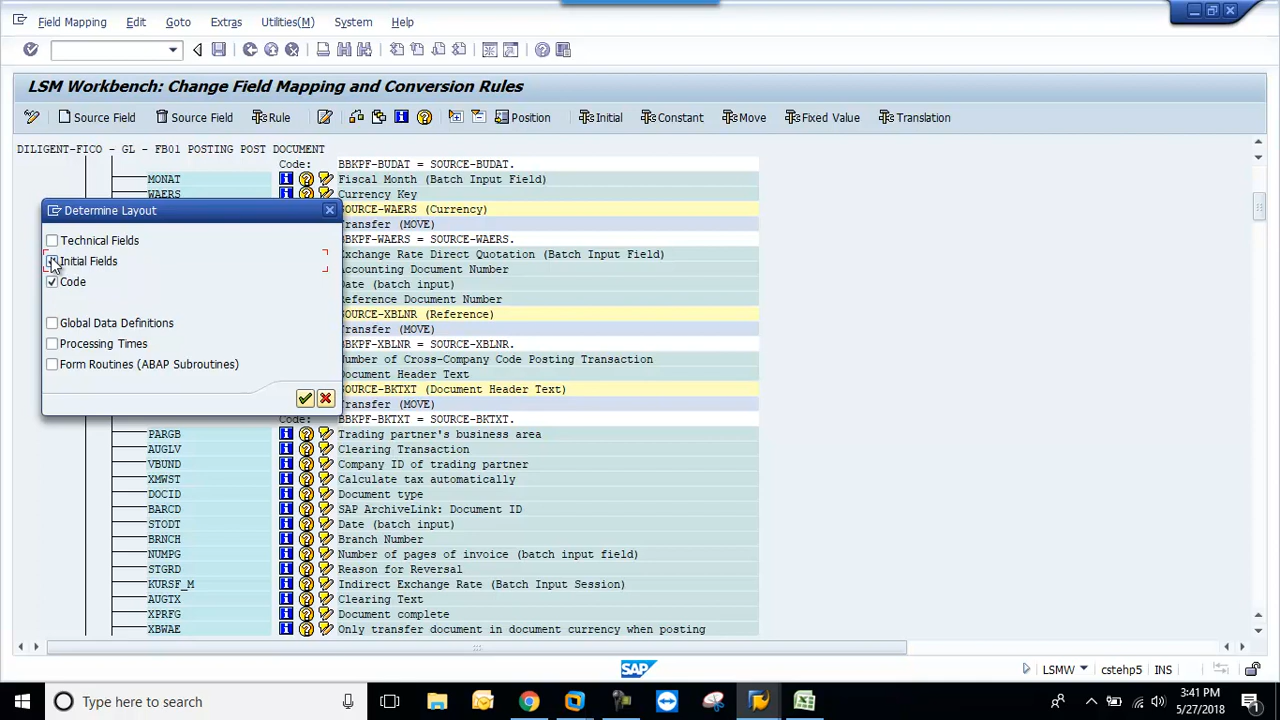 Field Mapping Edit Goto Extras Utilities(M) System Help
LSM Workbench: Change Field Mapping and Conversion Rules
Source Field Source Field Rule Position Initial Constant Move Fixed Value Translation
DILIGENT-FICO - GL - FB01 POSTING POST DOCUMENT
Code: BBKPF-BUDAT = SOURCE-BUDAT.
MONAT Fiscal Month (Batch Input Field)
WAERS Currency Key
Determine Layout
Technical Fields
Initial Fields
Code
Global Data Definitions
Processing Times
Form Routines (ABAP Subroutines)
SOURCE-WAERS (Currency)
Transfer (MOVE)
BBKPF-WAERS = SOURCE-WAERS.
Exchange Rate Direct Quotation (Batch Input Field)
Accounting Document Number
Date (batch input)
Reference Document Number
SOURCE-XBLNR (Reference)
Transfer (MOVE)
BBKPF-XBLNR = SOURCE-XBLNR.
Number of Cross-Company Code Posting Transaction
Document Header Text
SOURCE-BKTXT (Document Header Text)
Transfer (MOVE)
Code: BBKPF-BKTXT = SOURCE-BKTXT.
PARGB Trading partner's business area
AUGLV Clearing Transaction
VBUND Company ID of trading partner
XMWST Calculate tax automatically
DOCID Document type
BARCD SAP ArchiveLink: Document ID
STODT Date (batch input)
BRNCH Branch Number
NUMPG Number of pages of invoice (batch input field)
STGRD Reason for Reversal
KURSF_M Indirect Exchange Rate (Batch Input Session)
AUGTX Clearing Text
XPRFG Document complete
XBWAE Only transfer document in document currency when posting
SAP
LSMW cstehp5 INS
Type here to search
3:41 PM
5/27/2018
1